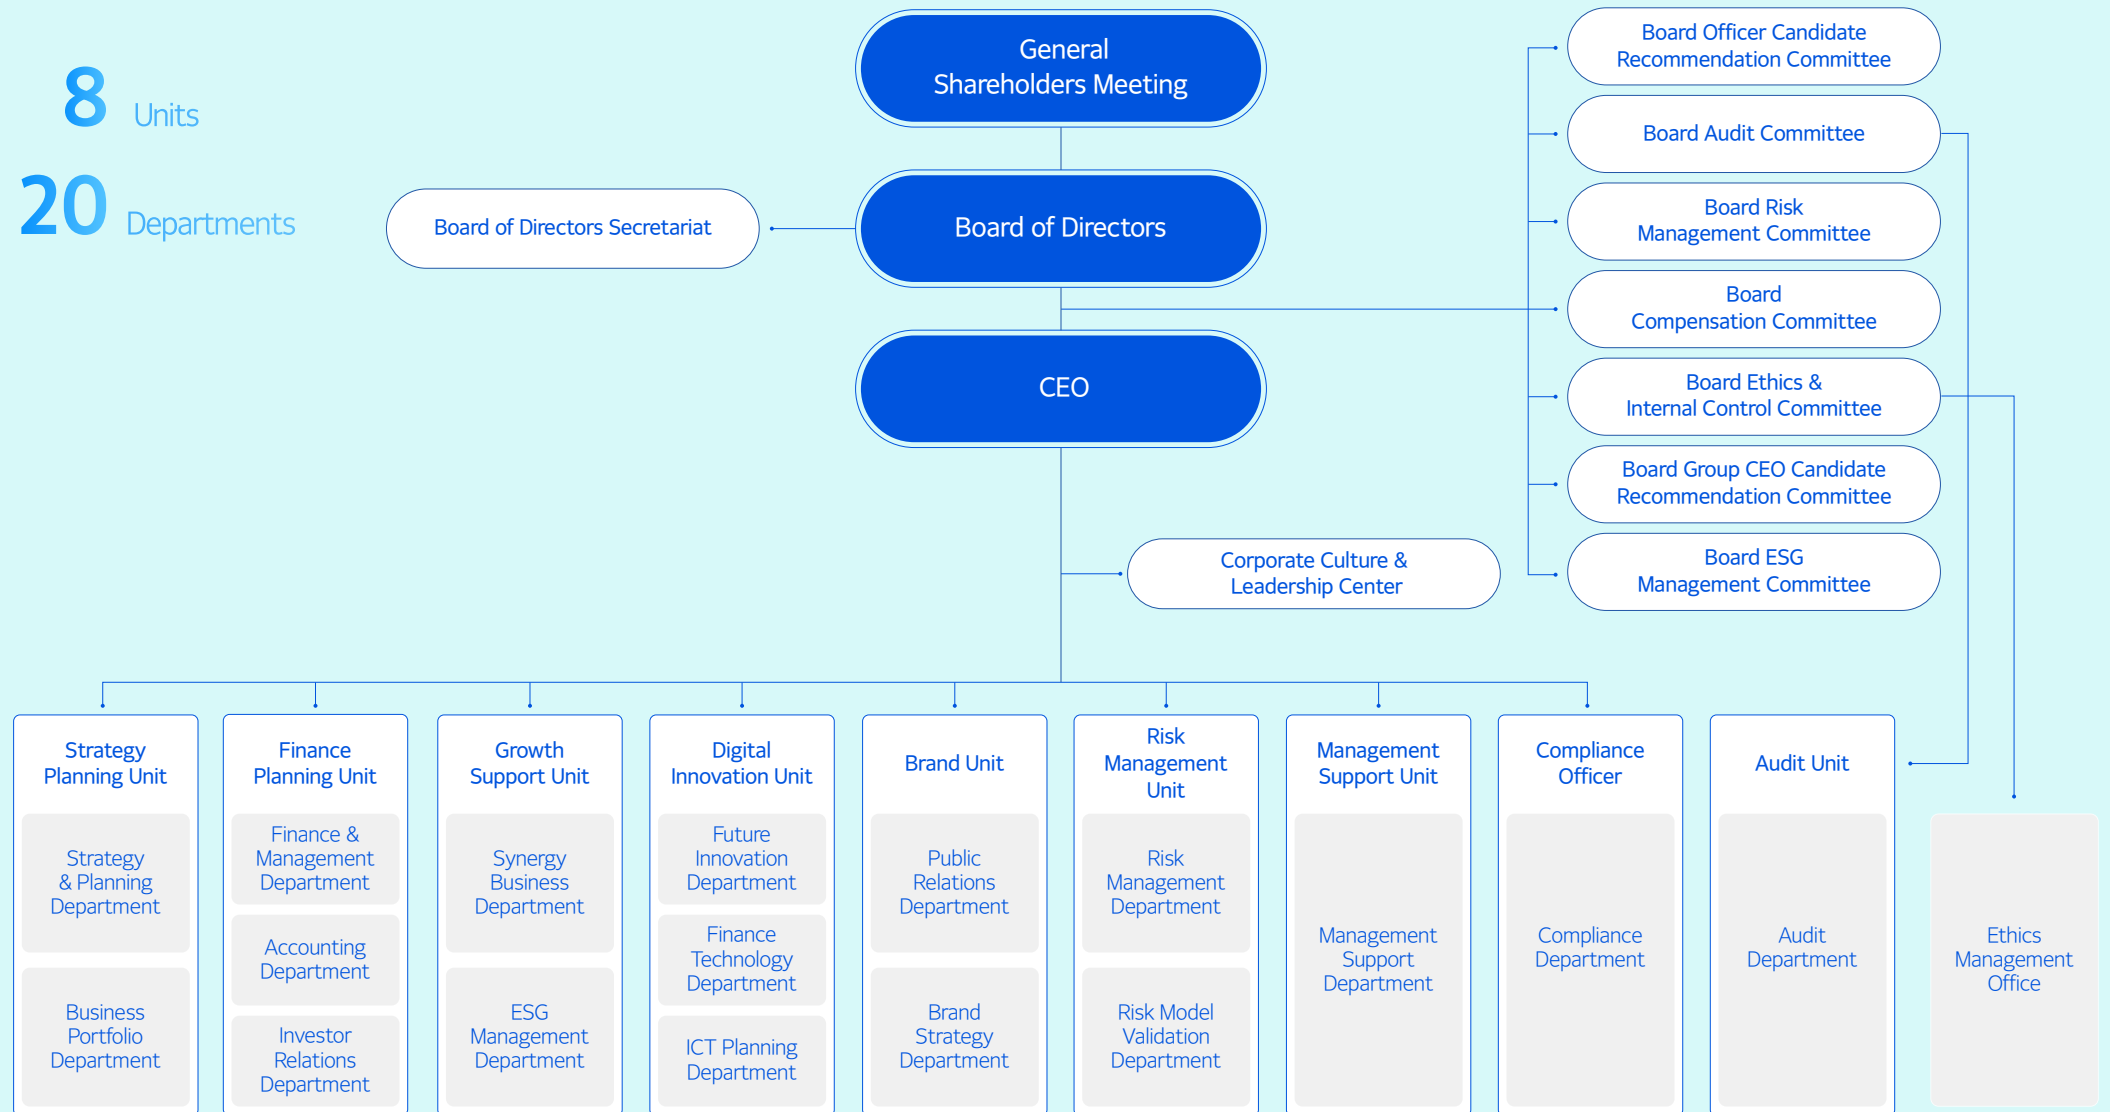 8 Units
20 Departments
General
Shareholders Meeting
Board of Directors Secretariat
Board of Directors
CEO
Board Officer Candidate
Recommendation Committee
Board Audit Committee
Board Risk
Management Committee
Board
Compensation Committee
Board Ethics &
Internal Control Committee
Board Group CEO Candidate
Recommendation Committee
Board ESG
Management Committee
Corporate Culture &
Leadership Center
Strategy
Planning Unit
Strategy
& Planning
Department
Business
Portfolio
Department
Finance
Planning Unit
Finance &
Management
Department
Accounting
Department
Investor
Relations
Department
Growth
Support Unit
Synergy
Business
Department
ESG
Management
Department
Digital
Innovation Unit
Future
Innovation
Department
Finance
Technology
Department
ICT Planning
Department
Brand Unit
Public
Relations
Department
Brand
Strategy
Department
Risk
Management
Unit
Risk
Management
Department
Risk Model
Validation
Department
Management
Support Unit
Management
Support
Department
Compliance
Officer
Compliance
Department
Audit Unit
Audit
Department
Ethics
Management
Office